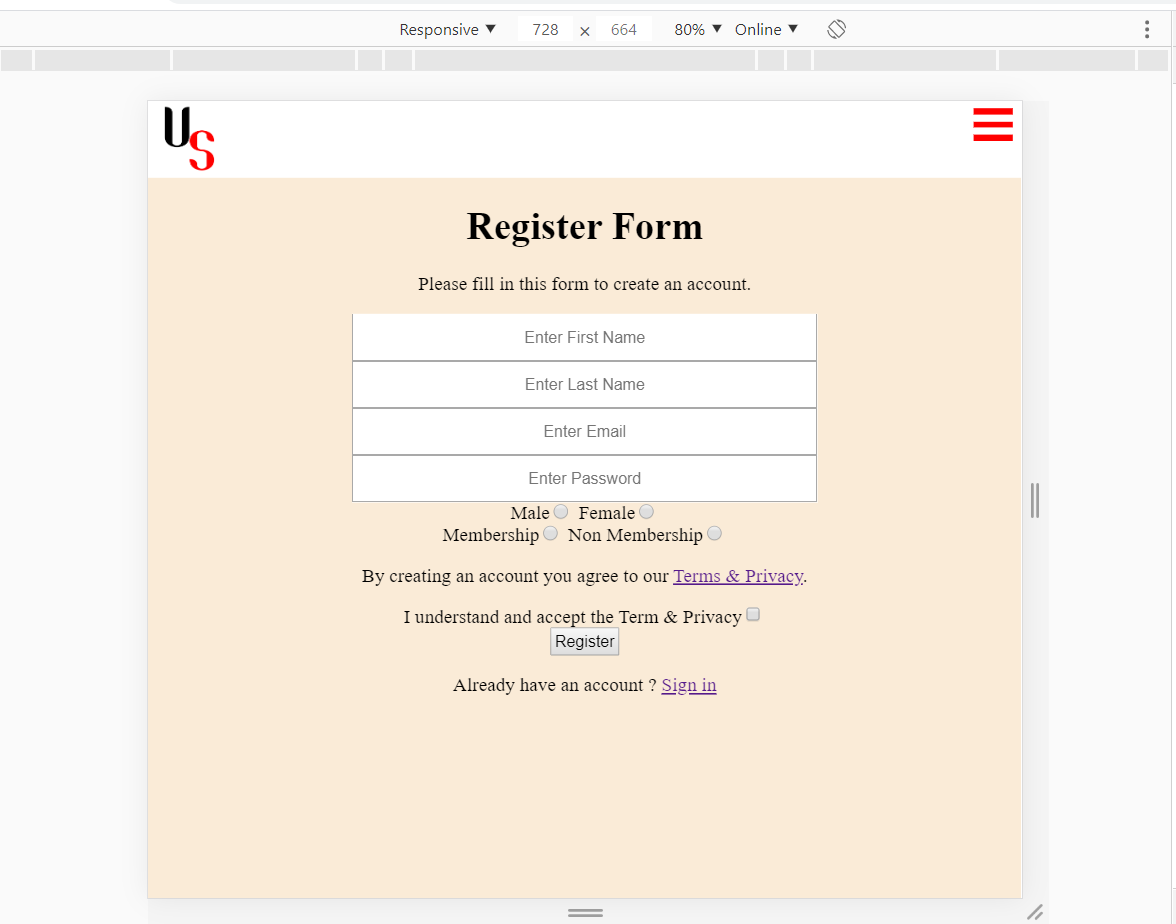 Responsive ▼ 728 × 664 80% ▼ Online ▼
US
Register Form
Please fill in this form to create an account.
Enter First Name
Enter Last Name
Enter Email
Enter Password
Male Female
Membership Non Membership
By creating an account you agree to our Terms & Privacy.
I understand and accept the Term & Privacy
Register
Already have an account ? Sign in